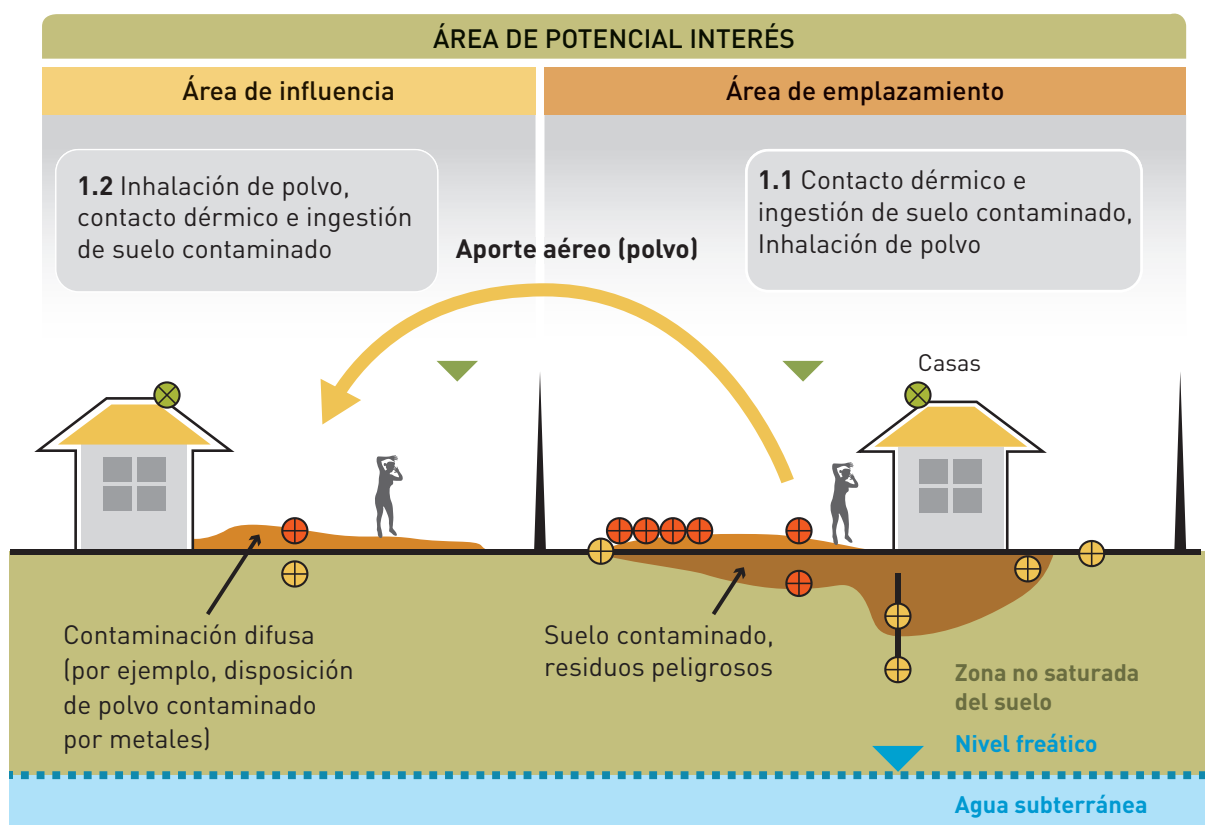 ÁREA DE POTENCIAL INTERÉS
Área de influencia
Área de emplazamiento
1.2 Inhalación de polvo,
contacto dérmico e ingestión
de suelo contaminado
1.1 Contacto dérmico e
ingestión de suelo contaminado,
Inhalación de polvo
Aporte aéreo (polvo)
Casas
Contaminación difusa
(por ejemplo, disposición
de polvo contaminado
por metales)
Suelo contaminado,
residuos peligrosos
Zona no saturada
del suelo
Nivel freático
Agua subterránea